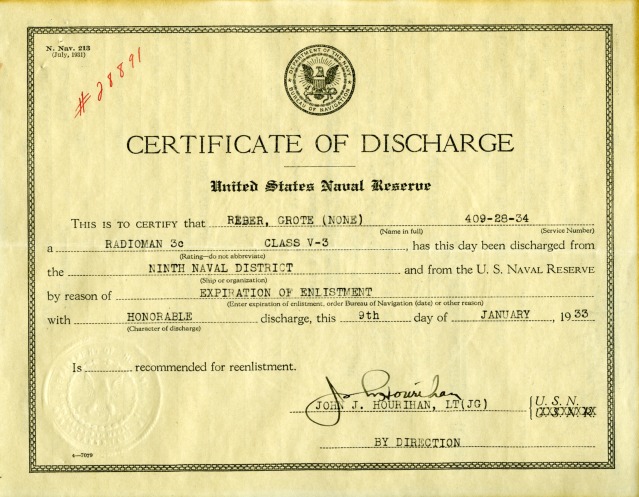 N. Nav. 213
(July, 1931)
# 28891
DEPARTMENT OF THE NAVY
BUREAU OF NAVIGATION
CERTIFICATE OF DISCHARGE
United States Naval Reserve
THIS IS TO CERTIFY that REBER, GROTE (NONE) 409-28-34
(Name in full) (Service Number)
a RADIOMAN 3c CLASS V-3, has this day been discharged from
(Rating—do not abbreviate)
the NINTH NAVAL DISTRICT and from the U. S. NAVAL RESERVE
(Ship or organization)
by reason of EXPIRATION OF ENLISTMENT
(Enter expiration of enlistment, order Bureau of Navigation (date) or other reason)
with HONORABLE discharge, this 9th day of JANUARY, 1933
(Character of discharge)
Is recommended for reenlistment.
J. J. Hourihan
JOHN J. HOURIHAN, LT(JG) U. S. N.
BY DIRECTION
4—7029